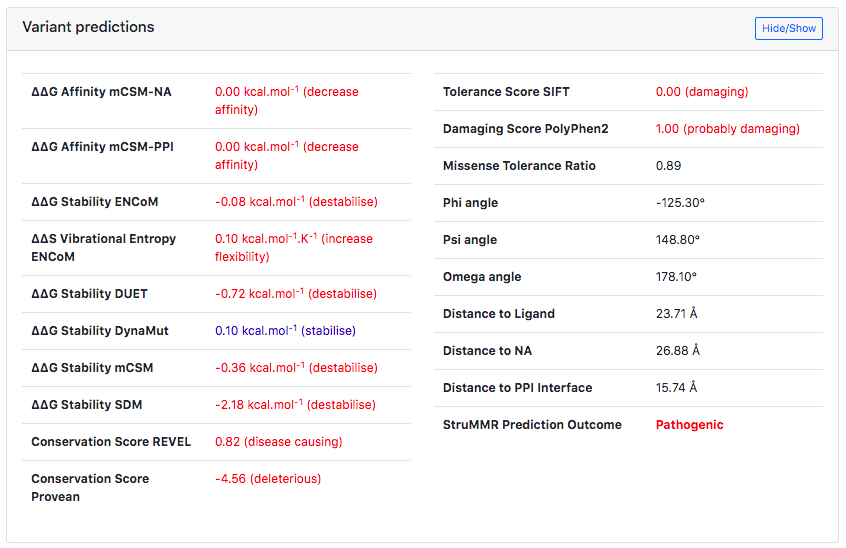 Variant predictions
Hide/Show
ΔΔG Affinity mCSM-NA
0.00 kcal.mol⁻¹ (decrease
affinity)
ΔΔG Affinity mCSM-PPI
0.00 kcal.mol⁻¹ (decrease
affinity)
ΔΔG Stability ENCoM
-0.08 kcal.mol⁻¹ (destabilise)
ΔΔS Vibrational Entropy
ENCoM
0.10 kcal.mol⁻¹.K⁻¹ (increase
flexibility)
ΔΔG Stability DUET
-0.72 kcal.mol⁻¹ (destabilise)
ΔΔG Stability DynaMut
0.10 kcal.mol⁻¹ (stabilise)
ΔΔG Stability mCSM
-0.36 kcal.mol⁻¹ (destabilise)
ΔΔG Stability SDM
-2.18 kcal.mol⁻¹ (destabilise)
Conservation Score REVEL
0.82 (disease causing)
Conservation Score
Provean
-4.56 (deleterious)
Tolerance Score SIFT
0.00 (damaging)
Damaging Score PolyPhen2
1.00 (probably damaging)
Missense Tolerance Ratio
0.89
Phi angle
-125.30°
Psi angle
148.80°
Omega angle
178.10°
Distance to Ligand
23.71 Å
Distance to NA
26.88 Å
Distance to PPI Interface
15.74 Å
StruMMR Prediction Outcome
Pathogenic